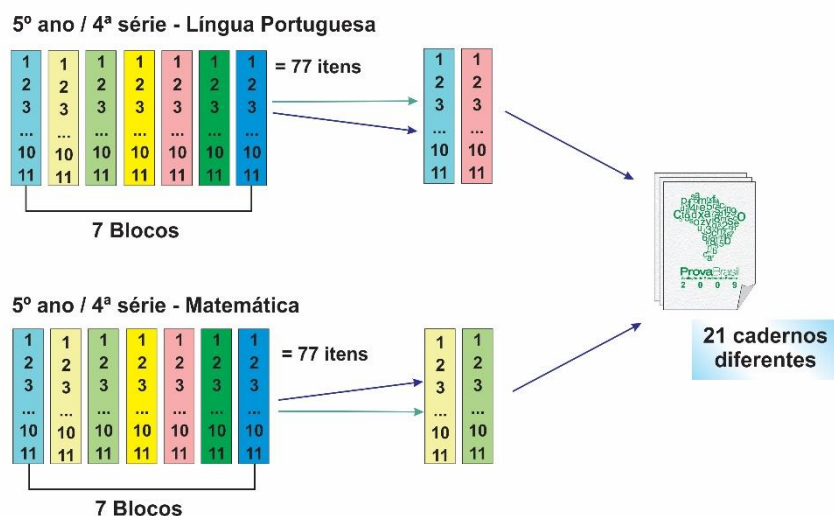 5º ano / 4ª série - Língua Portuguesa
1 1 1 1 1 1 1 = 77 itens 1 1
2 2 2 2 2 2 2 2 2
3 3 3 3 3 3 3 3 3
... ... ... ... ... ... ... ... ...
10 10 10 10 10 10 10 10 10
11 11 11 11 11 11 11 11 11
7 Blocos
ProvaBrasil
2 0 0 9
21 cadernos
diferentes
5º ano / 4ª série - Matemática
1 1 1 1 1 1 1 = 77 itens 1 1
2 2 2 2 2 2 2 2 2
3 3 3 3 3 3 3 3 3
... ... ... ... ... ... ... ... ...
10 10 10 10 10 10 10 10 10
11 11 11 11 11 11 11 11 11
7 Blocos